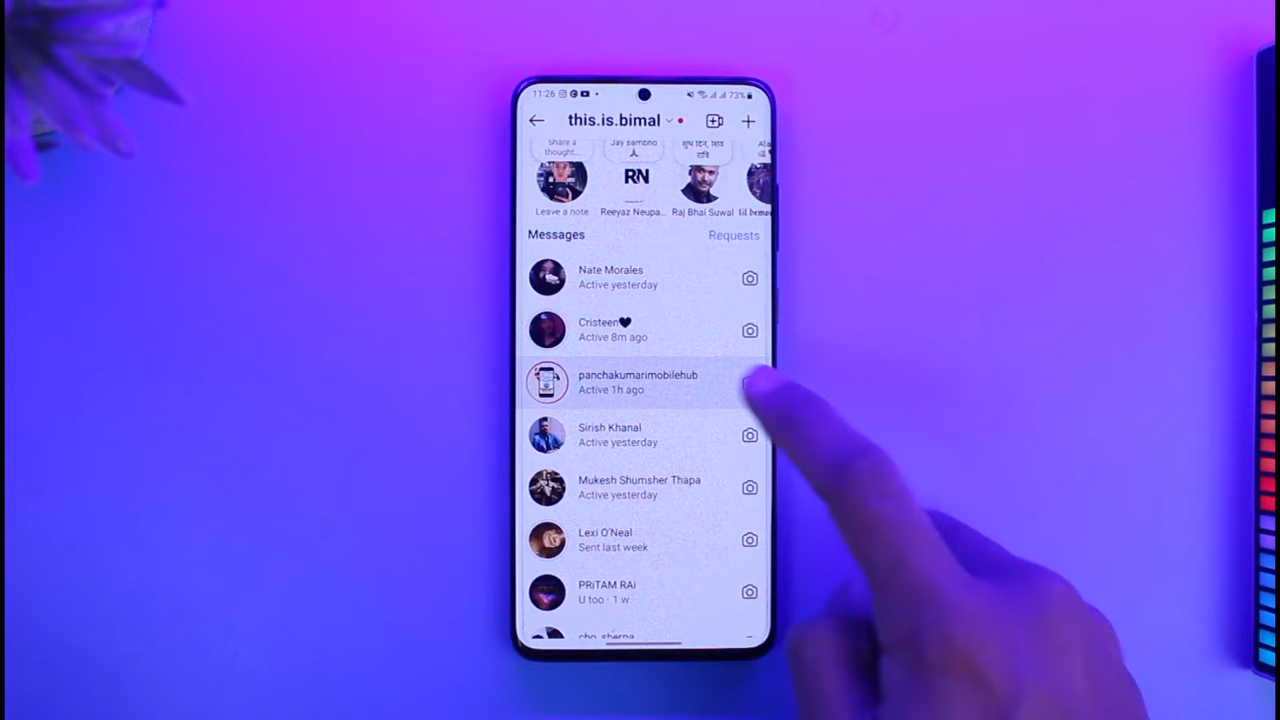 11:26
73%
this.is.bimal
Share a
thought...
Jay sambho
शुभ दिन, शिव
रात्रि
RN
Leave a note
Reeyaz Neupa...
Raj Bhai Suwal
Messages
Requests
Nate Morales
Active yesterday
Cristeen🖤
Active 8m ago
panchakumarimobilehub
Active 1h ago
Sirish Khanal
Active yesterday
Mukesh Shumsher Thapa
Active yesterday
Lexi O'Neal
Sent last week
PRiTAM RAi
U too · 1 w